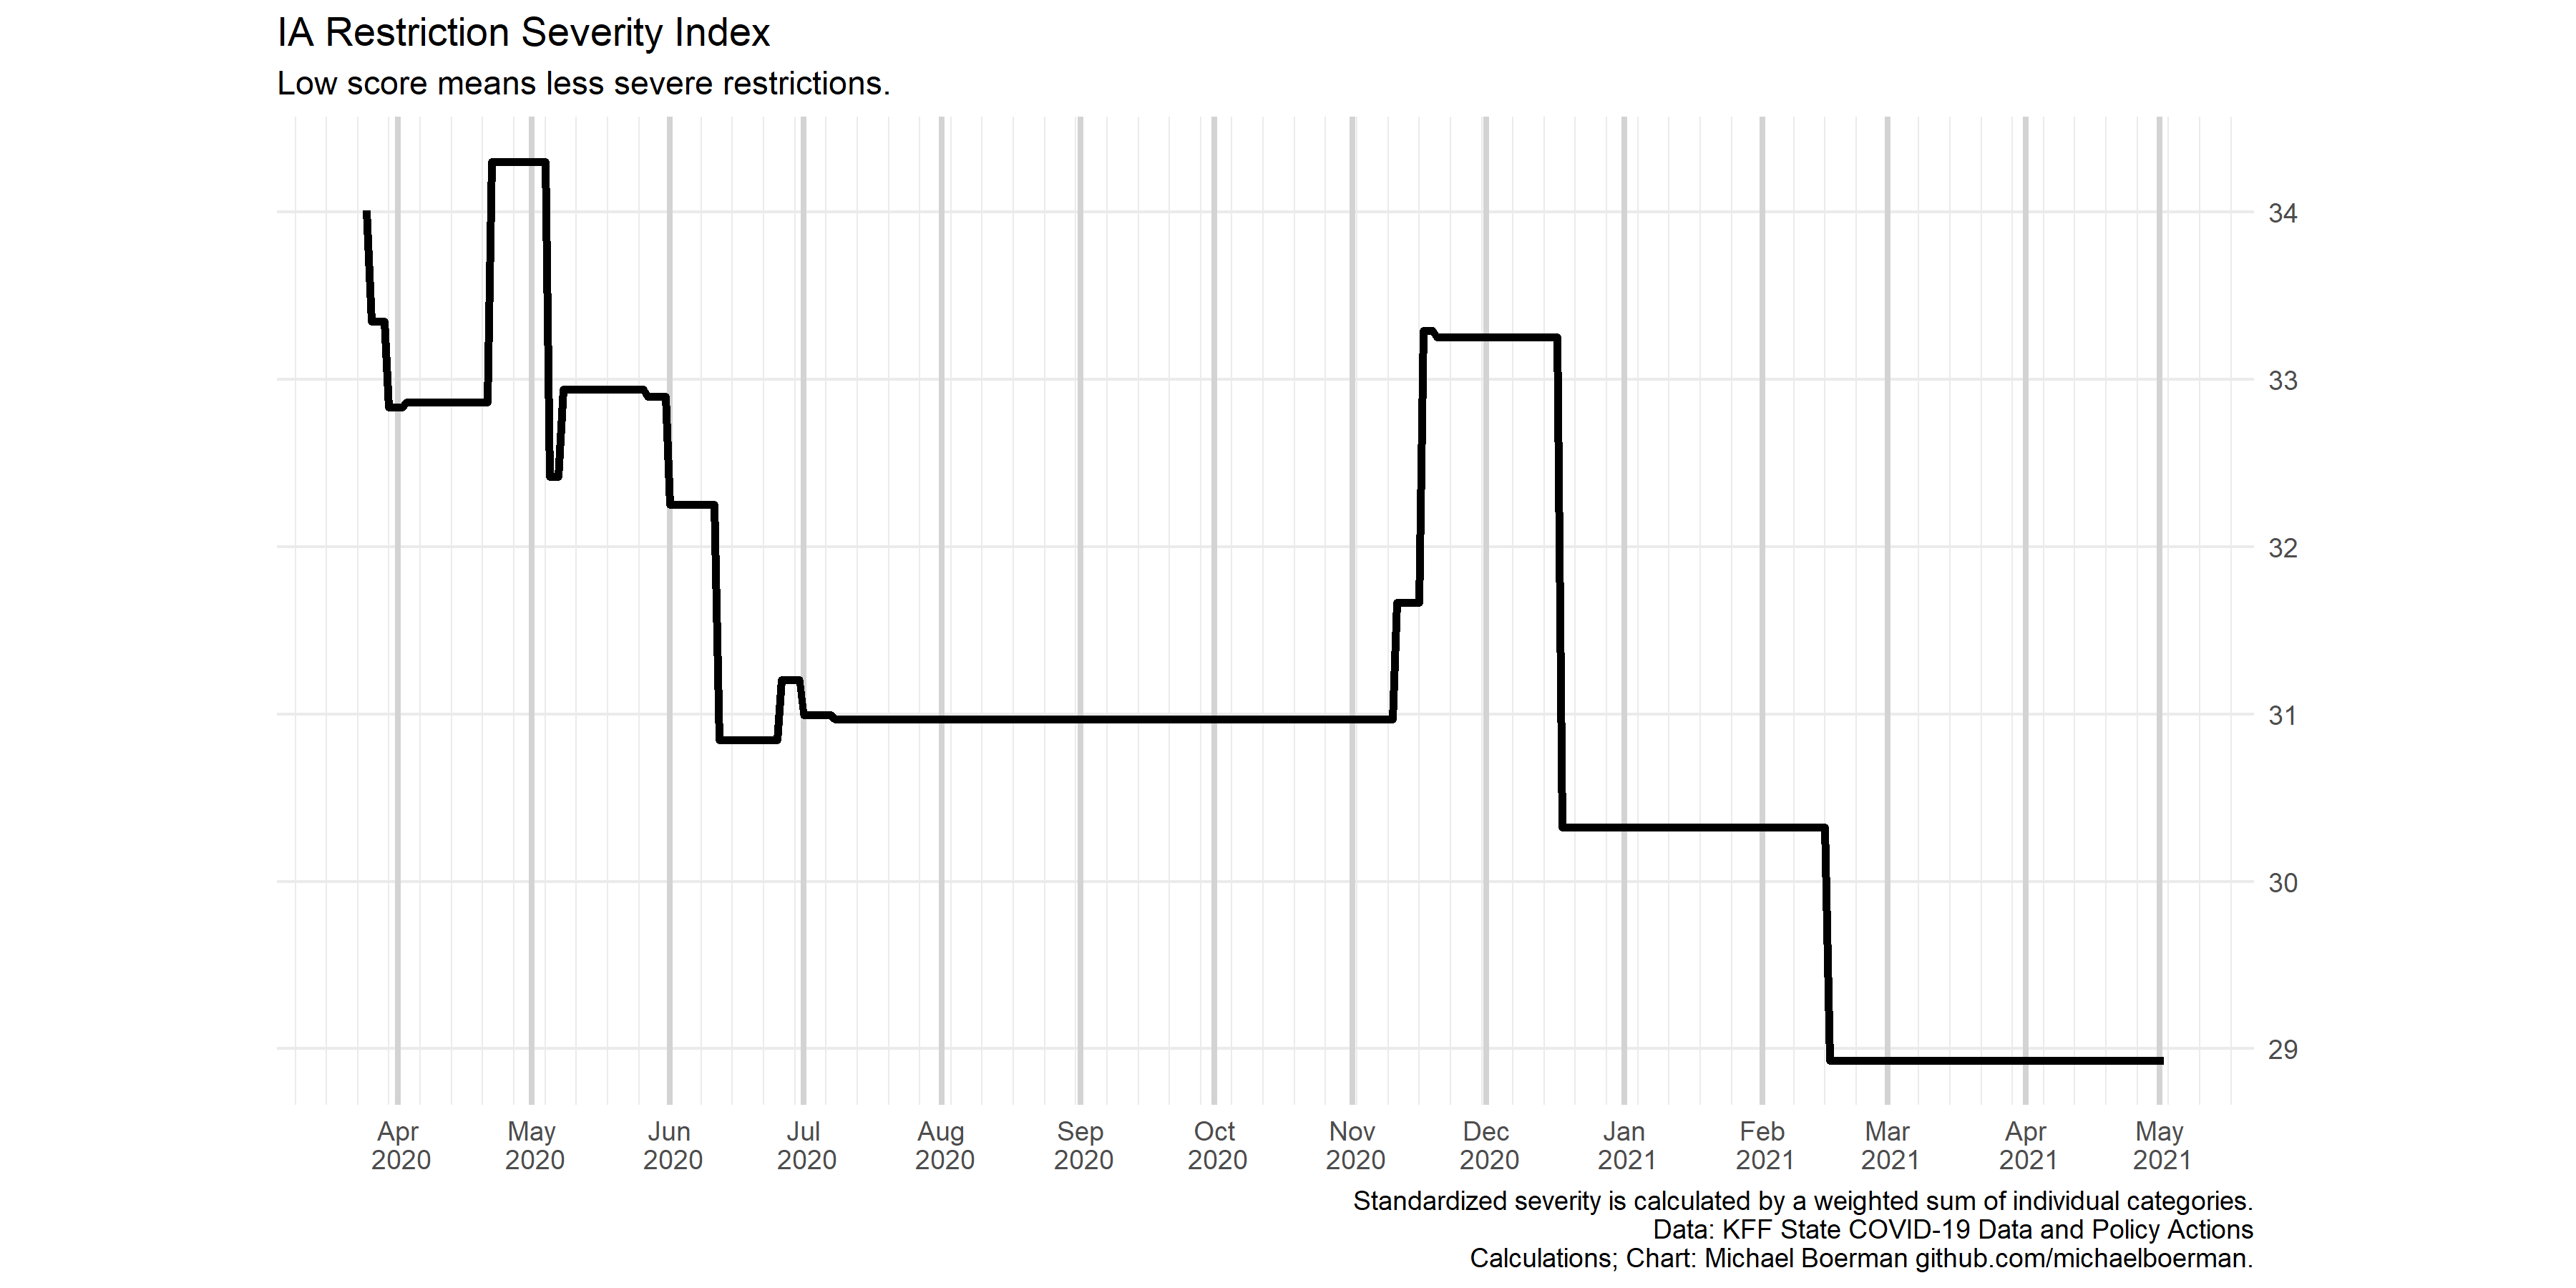 IA Restriction Severity Index
Low score means less severe restrictions.
34
33
32
31
30
29
Apr May Jun Jul Aug Sep Oct Nov Dec Jan Feb Mar Apr May
2020 2020 2020 2020 2020 2020 2020 2020 2020 2021 2021 2021 2021 2021
Standardized severity is calculated by a weighted sum of individual categories.
Data: KFF State COVID-19 Data and Policy Actions
Calculations; Chart: Michael Boerman github.com/michaelboerman.